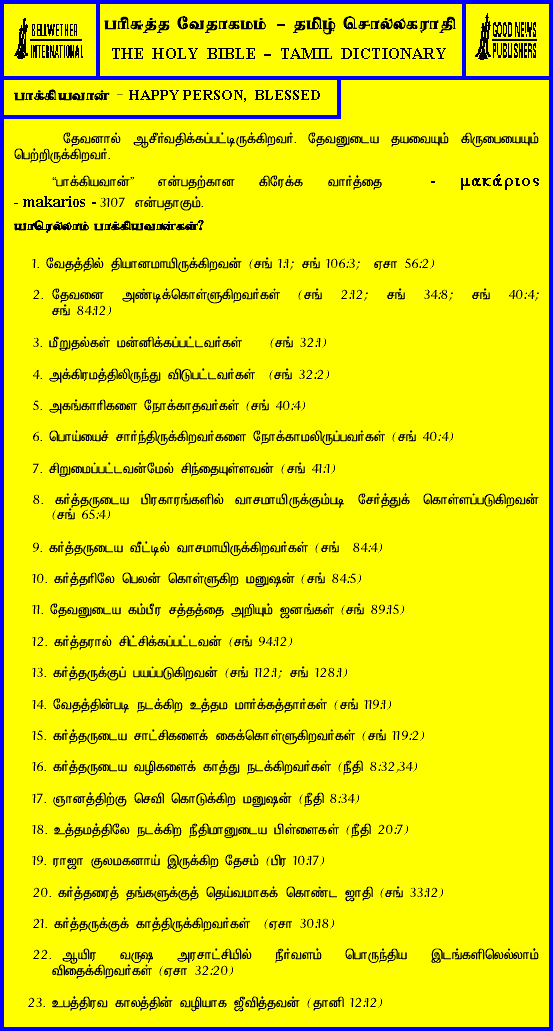 BELLWETHER
INTERNATIONAL
பரிசுத்த வேதாகமம் – தமிழ் சொல்லகராதி
THE HOLY BIBLE – TAMIL DICTIONARY
GOOD NEWS
PUBLISHERS
பாக்கியவான் – HAPPY PERSON, BLESSED
தேவனால் ஆசீர்வதிக்கப்பட்டிருக்கிறவர். தேவனுடைய தயவையும் கிருபையையும்
பெற்றிருக்கிறவர்.
“பாக்கியவான்” என்பதற்கான கிரேக்க வார்த்தை - μακάριος
- makarios - 3107 என்பதாகும்.
யாரெல்லாம் பாக்கியவான்கள்?
1. வேதத்தில் தியானமாயிருக்கிறவன் (சங் 1:1; சங் 106:3; ஏசா 56:2)
2. தேவனை அண்டிக்கொள்ளுகிறவர்கள் (சங் 2:12; சங் 34:8; சங் 40:4;
சங் 84:12)
3. மீறுதல்கள் மன்னிக்கப்பட்டவர்கள் (சங் 32:1)
4. அக்கிரமத்திலிருந்து விடுபட்டவர்கள் (சங் 32:2)
5. அகங்காரிகளை நோக்காதவர்கள் (சங் 40:4)
6. பொய்யைச் சார்ந்திருக்கிறவர்களை நோக்காமலிருப்பவர்கள் (சங் 40:4)
7. சிறுமைப்பட்டவன்மேல் சிந்தையுள்ளவன் (சங் 41:1)
8. கர்த்தருடைய பிரகாரங்களில் வாசமாயிருக்கும்படி சேர்த்துக் கொள்ளப்படுகிறவன்
(சங் 65:4)
9. கர்த்தருடைய வீட்டில் வாசமாயிருக்கிறவர்கள் (சங் 84:4)
10. கர்த்தரிலே பெலன் கொள்ளுகிற மனுஷன் (சங் 84:5)
11. தேவனுடைய கம்பீர சத்தத்தை அறியும் ஜனங்கள் (சங் 89:15)
12. கர்த்தரால் சிட்சிக்கப்பட்டவன் (சங் 94:12)
13. கர்த்தருக்குப் பயப்படுகிறவன் (சங் 112:1; சங் 128:1)
14. வேதத்தின்படி நடக்கிற உத்தம மார்க்கத்தார்கள் (சங் 119:1)
15. கர்த்தருடைய சாட்சிகளைக் கைக்கொள்ளுகிறவர்கள் (சங் 119:2)
16. கர்த்தருடைய வழிகளைக் காத்து நடக்கிறவர்கள் (நீதி 8:32,34)
17. ஞானத்திற்கு செவி கொடுக்கிற மனுஷன் (நீதி 8:34)
18. உத்தமத்திலே நடக்கிற நீதிமானுடைய பிள்ளைகள் (நீதி 20:7)
19. ராஜா குலமகனாய் இருக்கிற தேசம் (பிர 10:17)
20. கர்த்தரைத் தங்களுக்குத் தெய்வமாகக் கொண்ட ஜாதி (சங் 33:12)
21. கர்த்தருக்குக் காத்திருக்கிறவர்கள் (ஏசா 30:18)
22. ஆயிர வருஷ அரசாட்சியில் நீர்வளம் பொருந்திய இடங்களிலெல்லாம்
விதைக்கிறவர்கள் (ஏசா 32:20)
23. உபத்திரவ காலத்தின் வழியாக ஜீவித்தவன் (தானி 12:12)